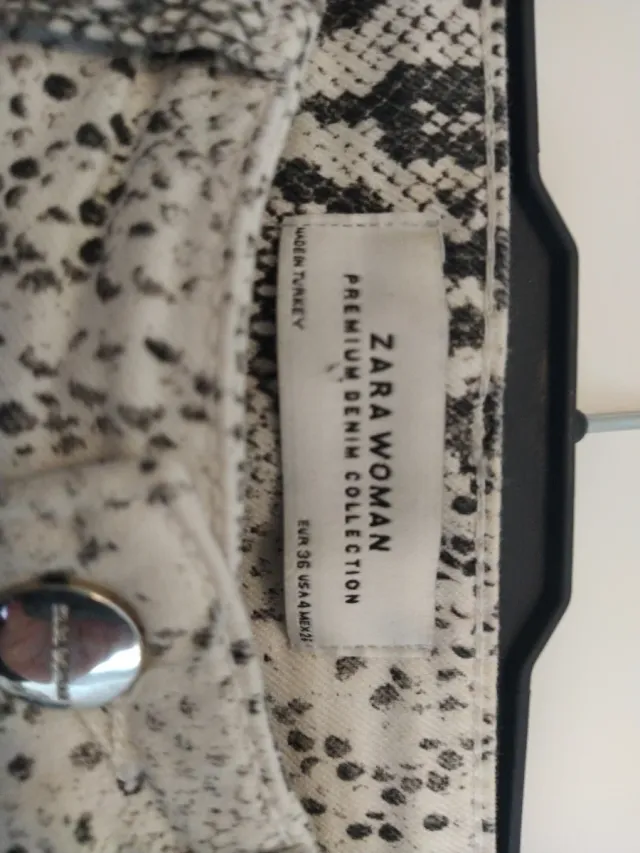 ZARA WOMAN
PREMIUM DENIM COLLECTION
MADE IN TURKEY
EUR 36 USA 4 MEX 26